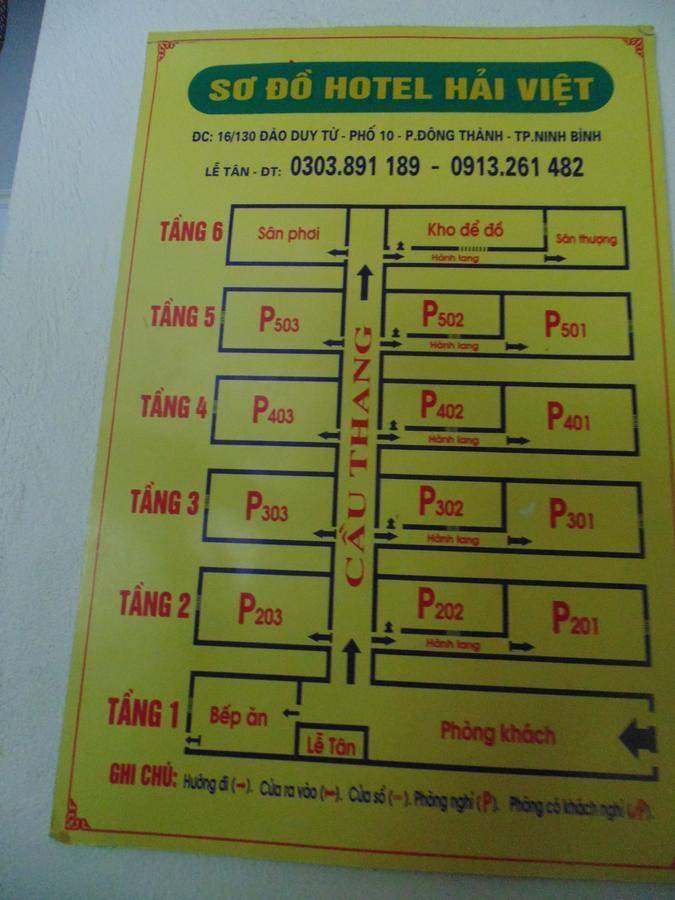 SƠ ĐỒ HOTEL HẢI VIỆT
ĐC: 16/130 ĐÀO DUY TỪ - PHỐ 10 - P.ĐÔNG THÀNH - TP.NINH BÌNH
LỄ TÂN - ĐT: 0303.891 189 - 0913.261 482
TẦNG 6 Sân phơi Kho để đồ Sân thượng
Hành lang
TẦNG 5 P503 P502 P501
Hành lang
TẦNG 4 P403 P402 P401
Hành lang
CẦU THANG
TẦNG 3 P303 P302 P301
Hành lang
TẦNG 2 P203 P202 P201
Hành lang
TẦNG 1 Bếp ăn Lễ Tân Phòng khách
GHI CHÚ: Hướng đi (→). Cửa ra vào (↔). Cửa sổ (─). Phòng nghỉ (P). Phòng có khách nghỉ (P).